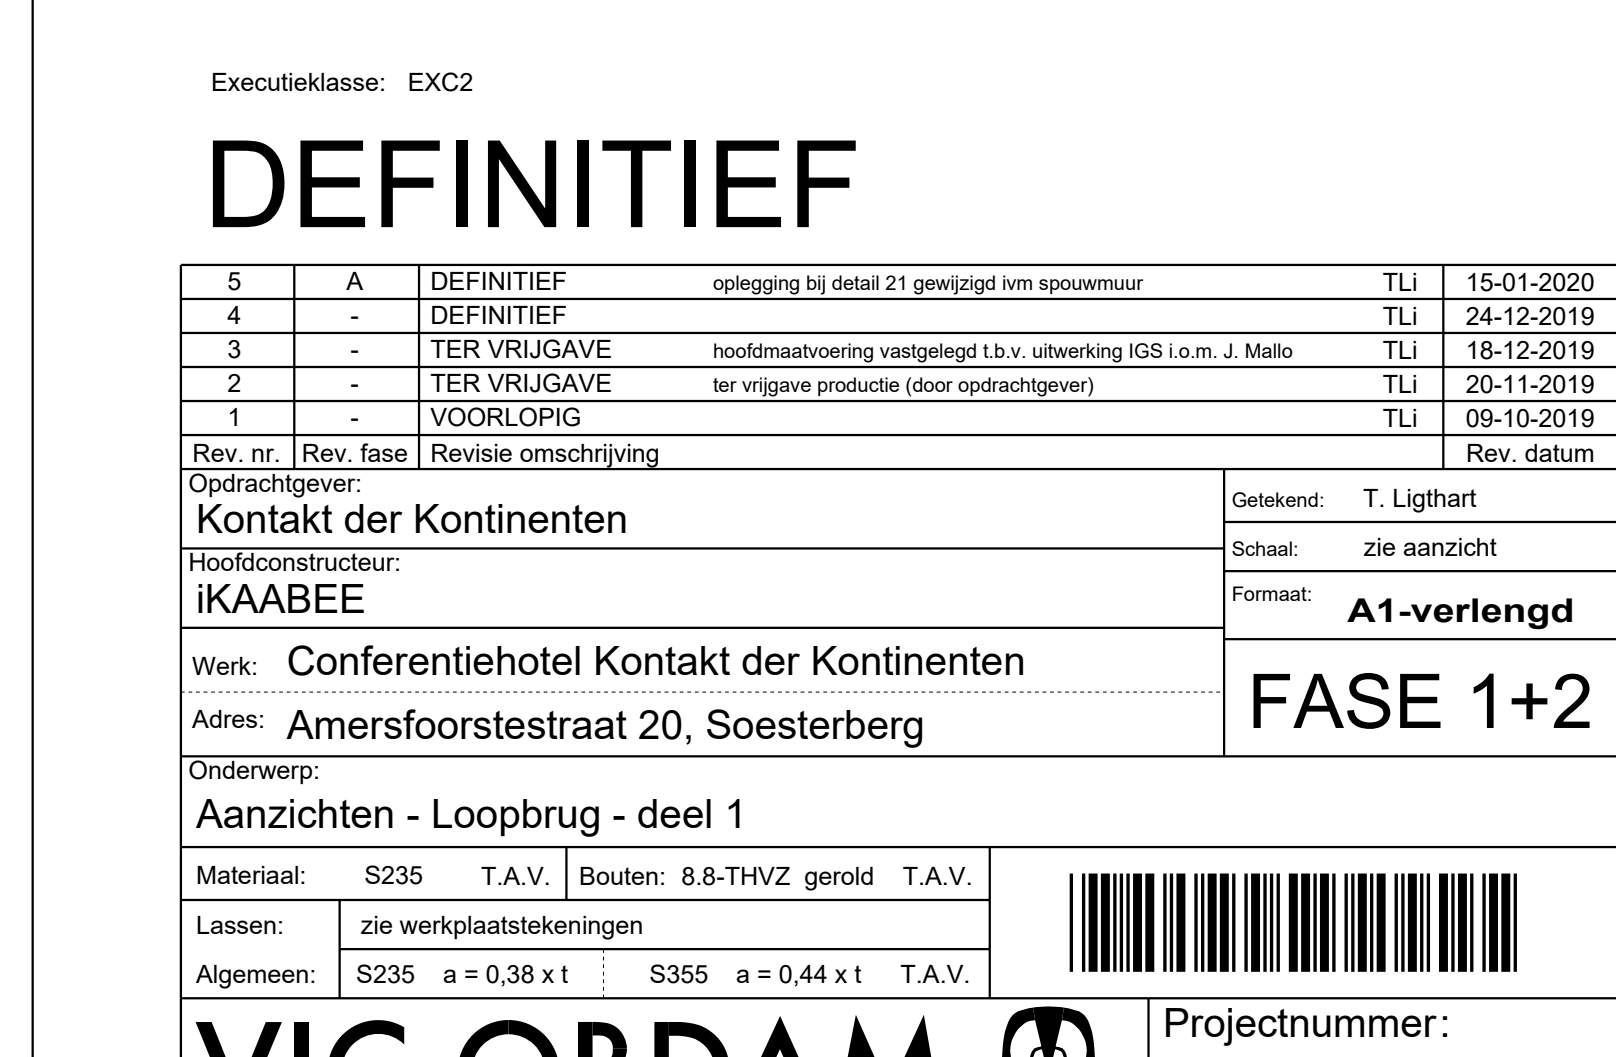 Executieklasse: EXC2
DEFINITIEF
5 A DEFINITIEF oplegging bij detail 21 gewijzigd ivm spouwmuur TLi 15-01-2020
4 - DEFINITIEF TLi 24-12-2019
3 - TER VRIJGAVE hoofdmaatvoering vastgelegd t.b.v. uitwerking IGS i.o.m. J. Mallo TLi 18-12-2019
2 - TER VRIJGAVE ter vrijgave productie (door opdrachtgever) TLi 20-11-2019
1 - VOORLOPIG TLi 09-10-2019
Rev. nr. Rev. fase Revisie omschrijving Rev. datum
Opdrachtgever:
Kontakt der Kontinenten
Getekend: T. Ligthart
Hoofdconstructeur:
iKAABEE
Schaal: zie aanzicht
Formaat: A1-verlengd
Werk: Conferentiehotel Kontakt der Kontinenten
Adres: Amersfoorstestraat 20, Soesterberg
FASE 1+2
Onderwerp:
Aanzichten - Loopbrug - deel 1
Materiaal: S235 T.A.V. Bouten: 8.8-THVZ gerold T.A.V.
Lassen: zie werkplaatstekeningen
Algemeen: S235 a = 0,38 x t S355 a = 0,44 x t T.A.V.
Projectnummer: